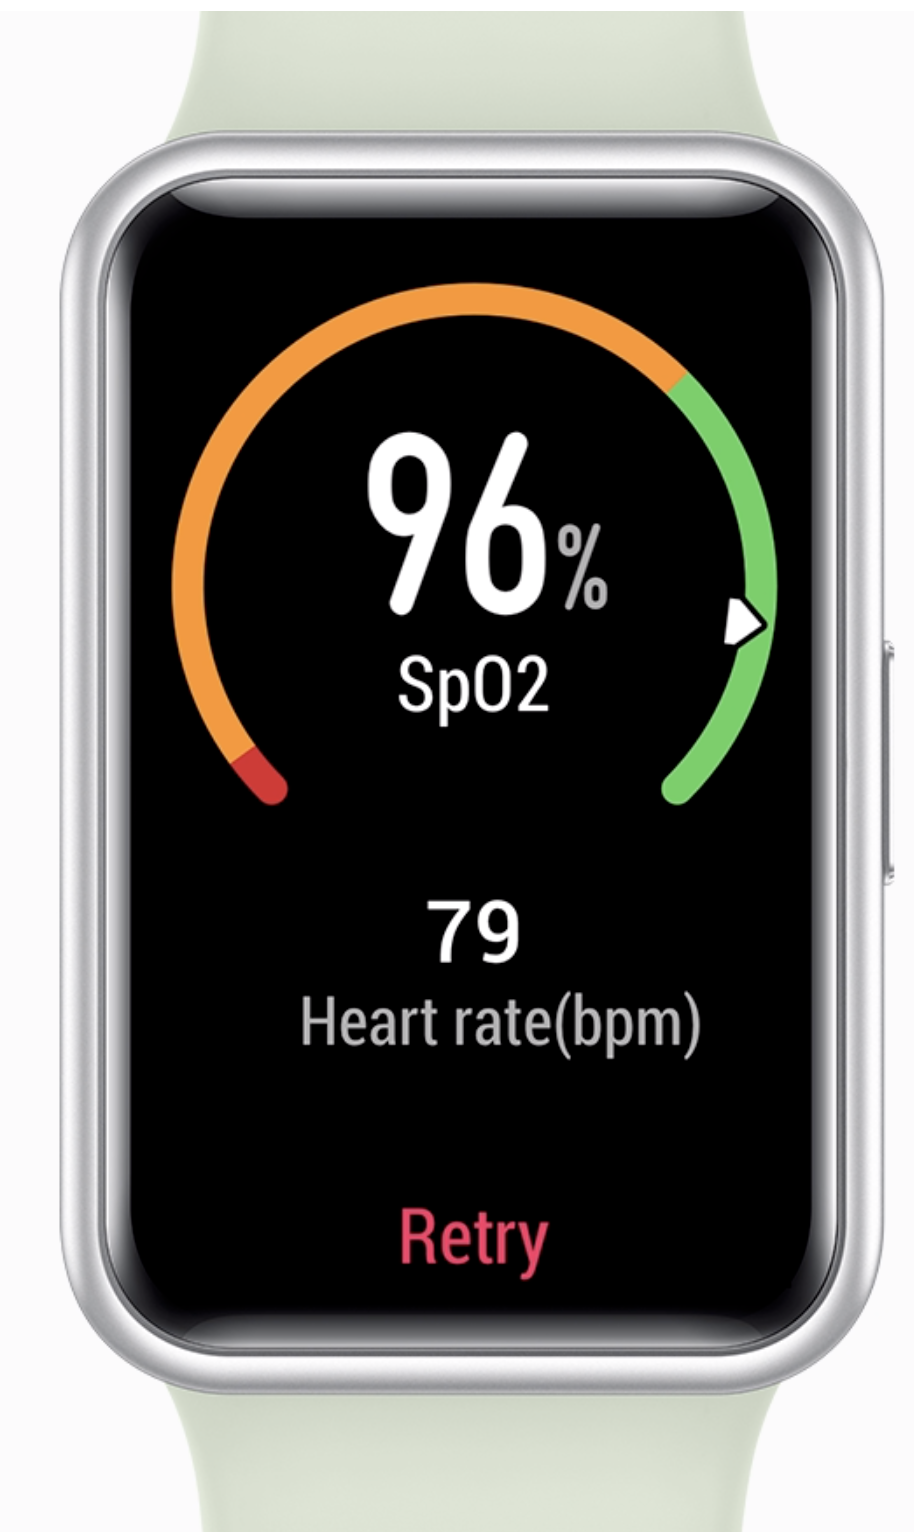 96%
SpO2
79
Heart rate(bpm)
Retry